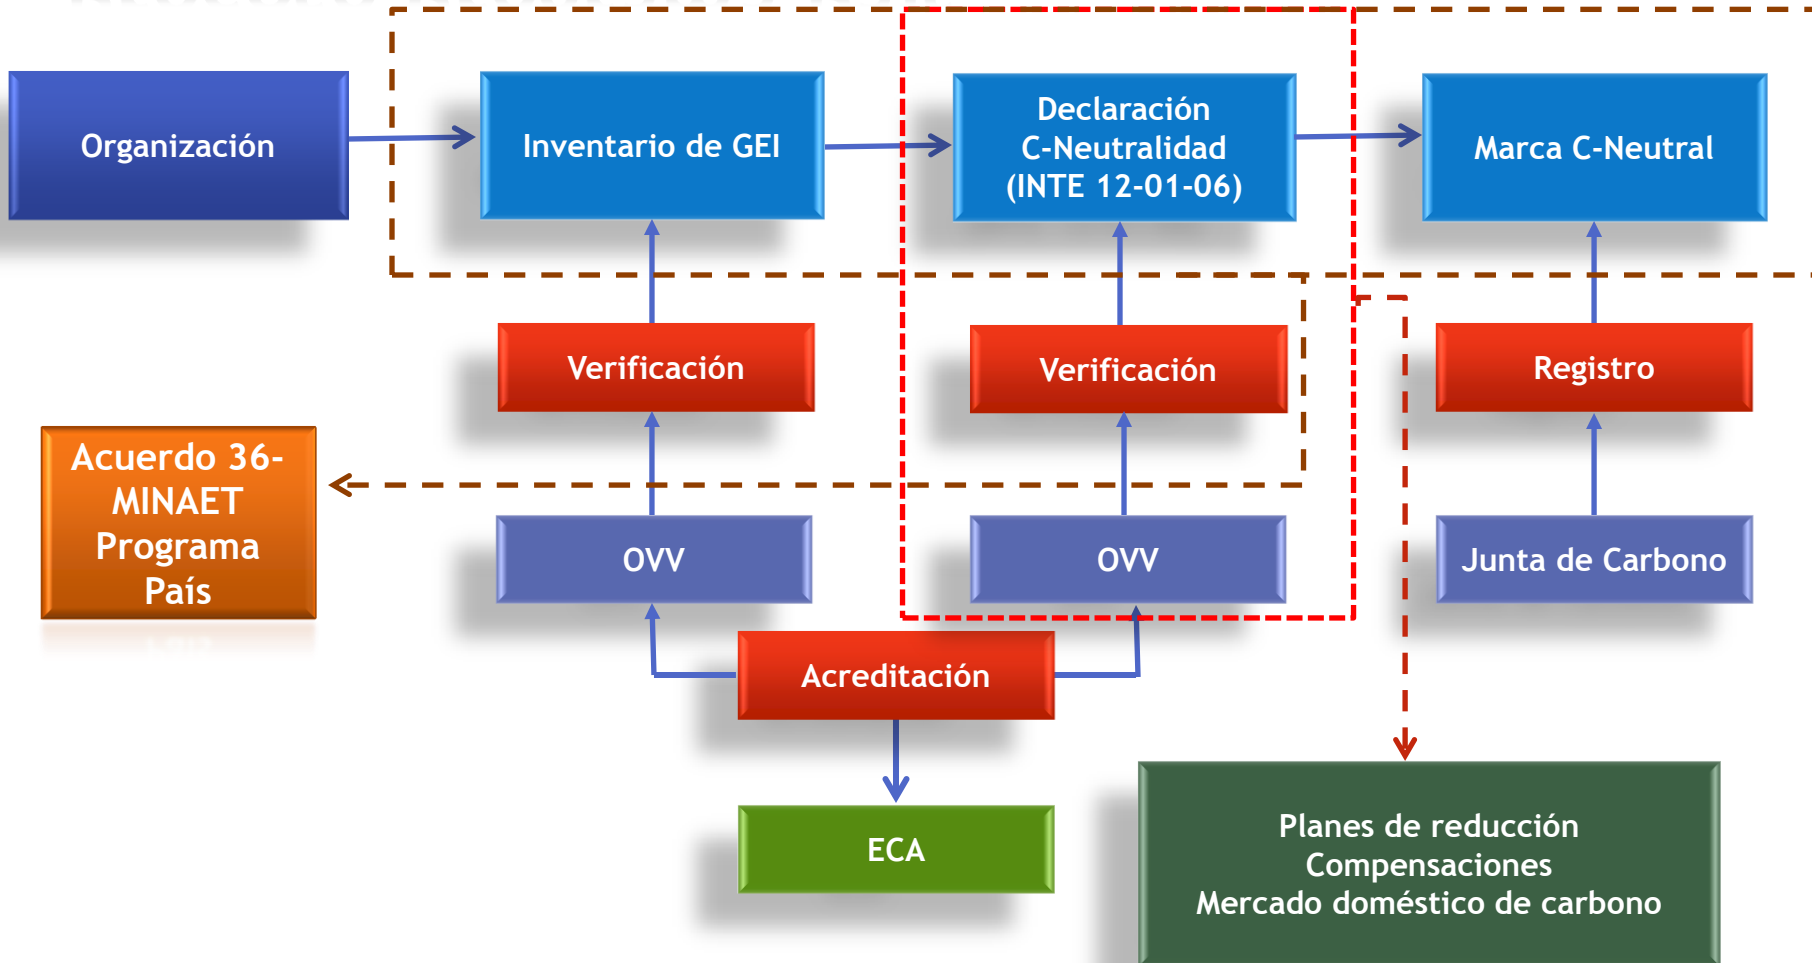 Organización
Inventario de GEI
Declaración
C-Neutralidad
(INTE 12-01-06)
Marca C-Neutral
Verificación
Verificación
Registro
Acuerdo 36-
MINAET
Programa
País
OVV
OVV
Junta de Carbono
Acreditación
ECA
Planes de reducción
Compensaciones
Mercado doméstico de carbono